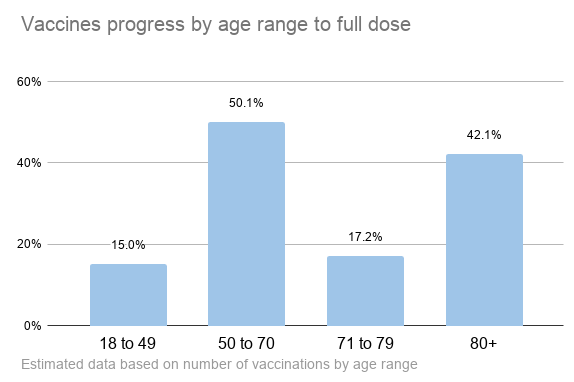 Vaccines progress by age range to full dose
60%
50.1%
42.1%
40%
17.2%
20%
15.0%
0%
18 to 49 50 to 70 71 to 79 80+
Estimated data based on number of vaccinations by age range